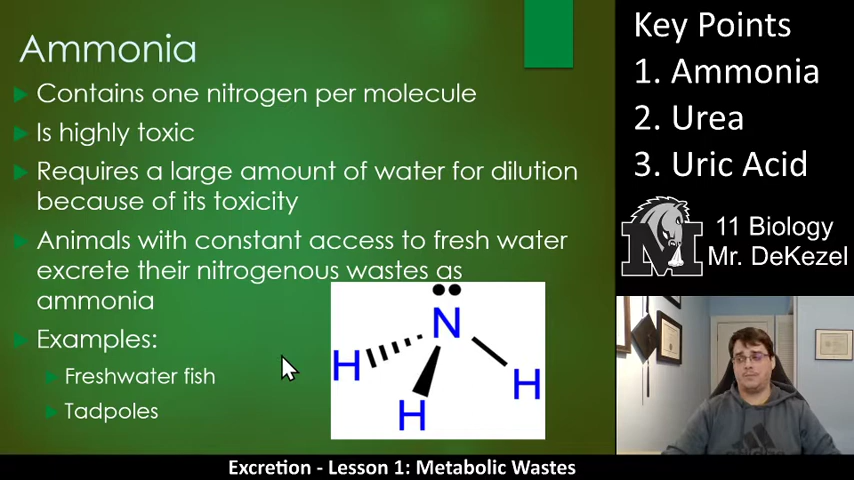 Ammonia
Contains one nitrogen per molecule
Is highly toxic
Requires a large amount of water for dilution
because of its toxicity
Animals with constant access to fresh water
excrete their nitrogenous wastes as
ammonia
Examples:
Freshwater fish
Tadpoles
N
H
H
H
Key Points
1. Ammonia
2. Urea
3. Uric Acid
M
11 Biology
Mr. DeKezel
Excretion - Lesson 1: Metabolic Wastes